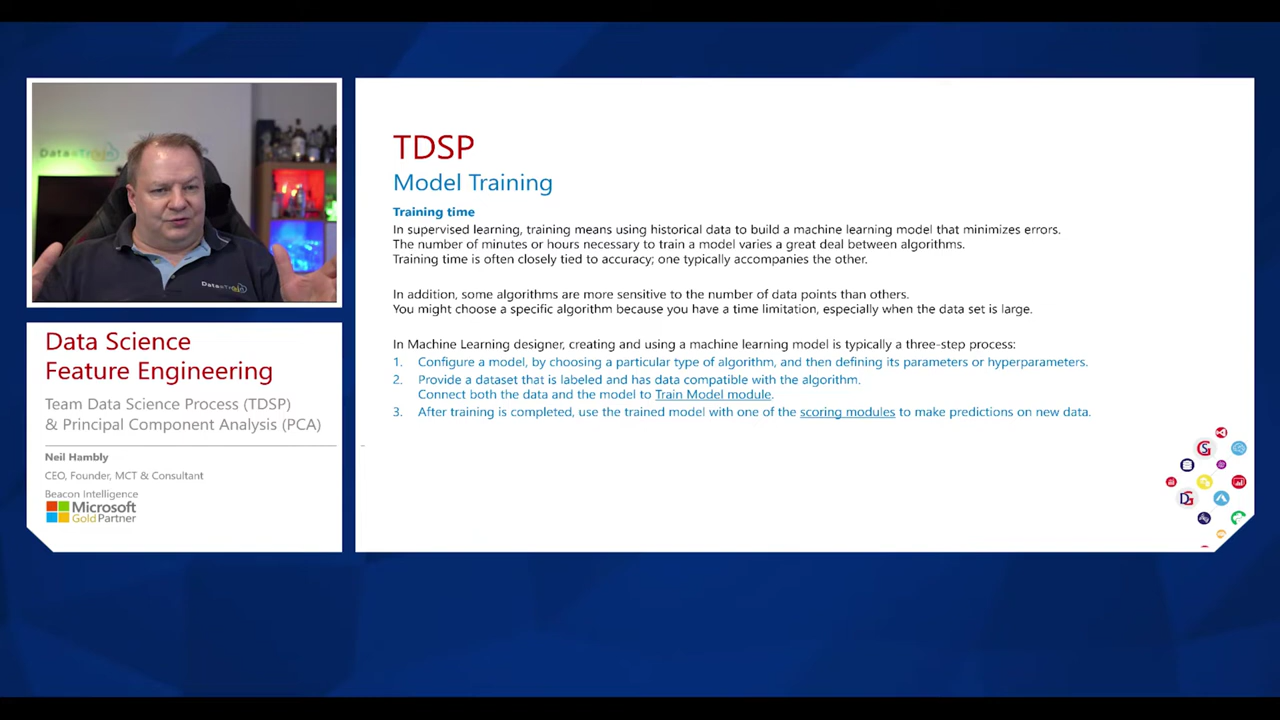 Data Train
Data Train
Data Science
Feature Engineering
Team Data Science Process (TDSP)
& Principal Component Analysis (PCA)
Neil Hambly
CEO, Founder, MCT & Consultant
Beacon Intelligence
Microsoft
Gold Partner
TDSP
Model Training
Training time
In supervised learning, training means using historical data to build a machine learning model that minimizes errors.
The number of minutes or hours necessary to train a model varies a great deal between algorithms.
Training time is often closely tied to accuracy; one typically accompanies the other.
In addition, some algorithms are more sensitive to the number of data points than others.
You might choose a specific algorithm because you have a time limitation, especially when the data set is large.
In Machine Learning designer, creating and using a machine learning model is typically a three-step process:
1. Configure a model, by choosing a particular type of algorithm, and then defining its parameters or hyperparameters.
2. Provide a dataset that is labeled and has data compatible with the algorithm.
Connect both the data and the model to Train Model module.
3. After training is completed, use the trained model with one of the scoring modules to make predictions on new data.